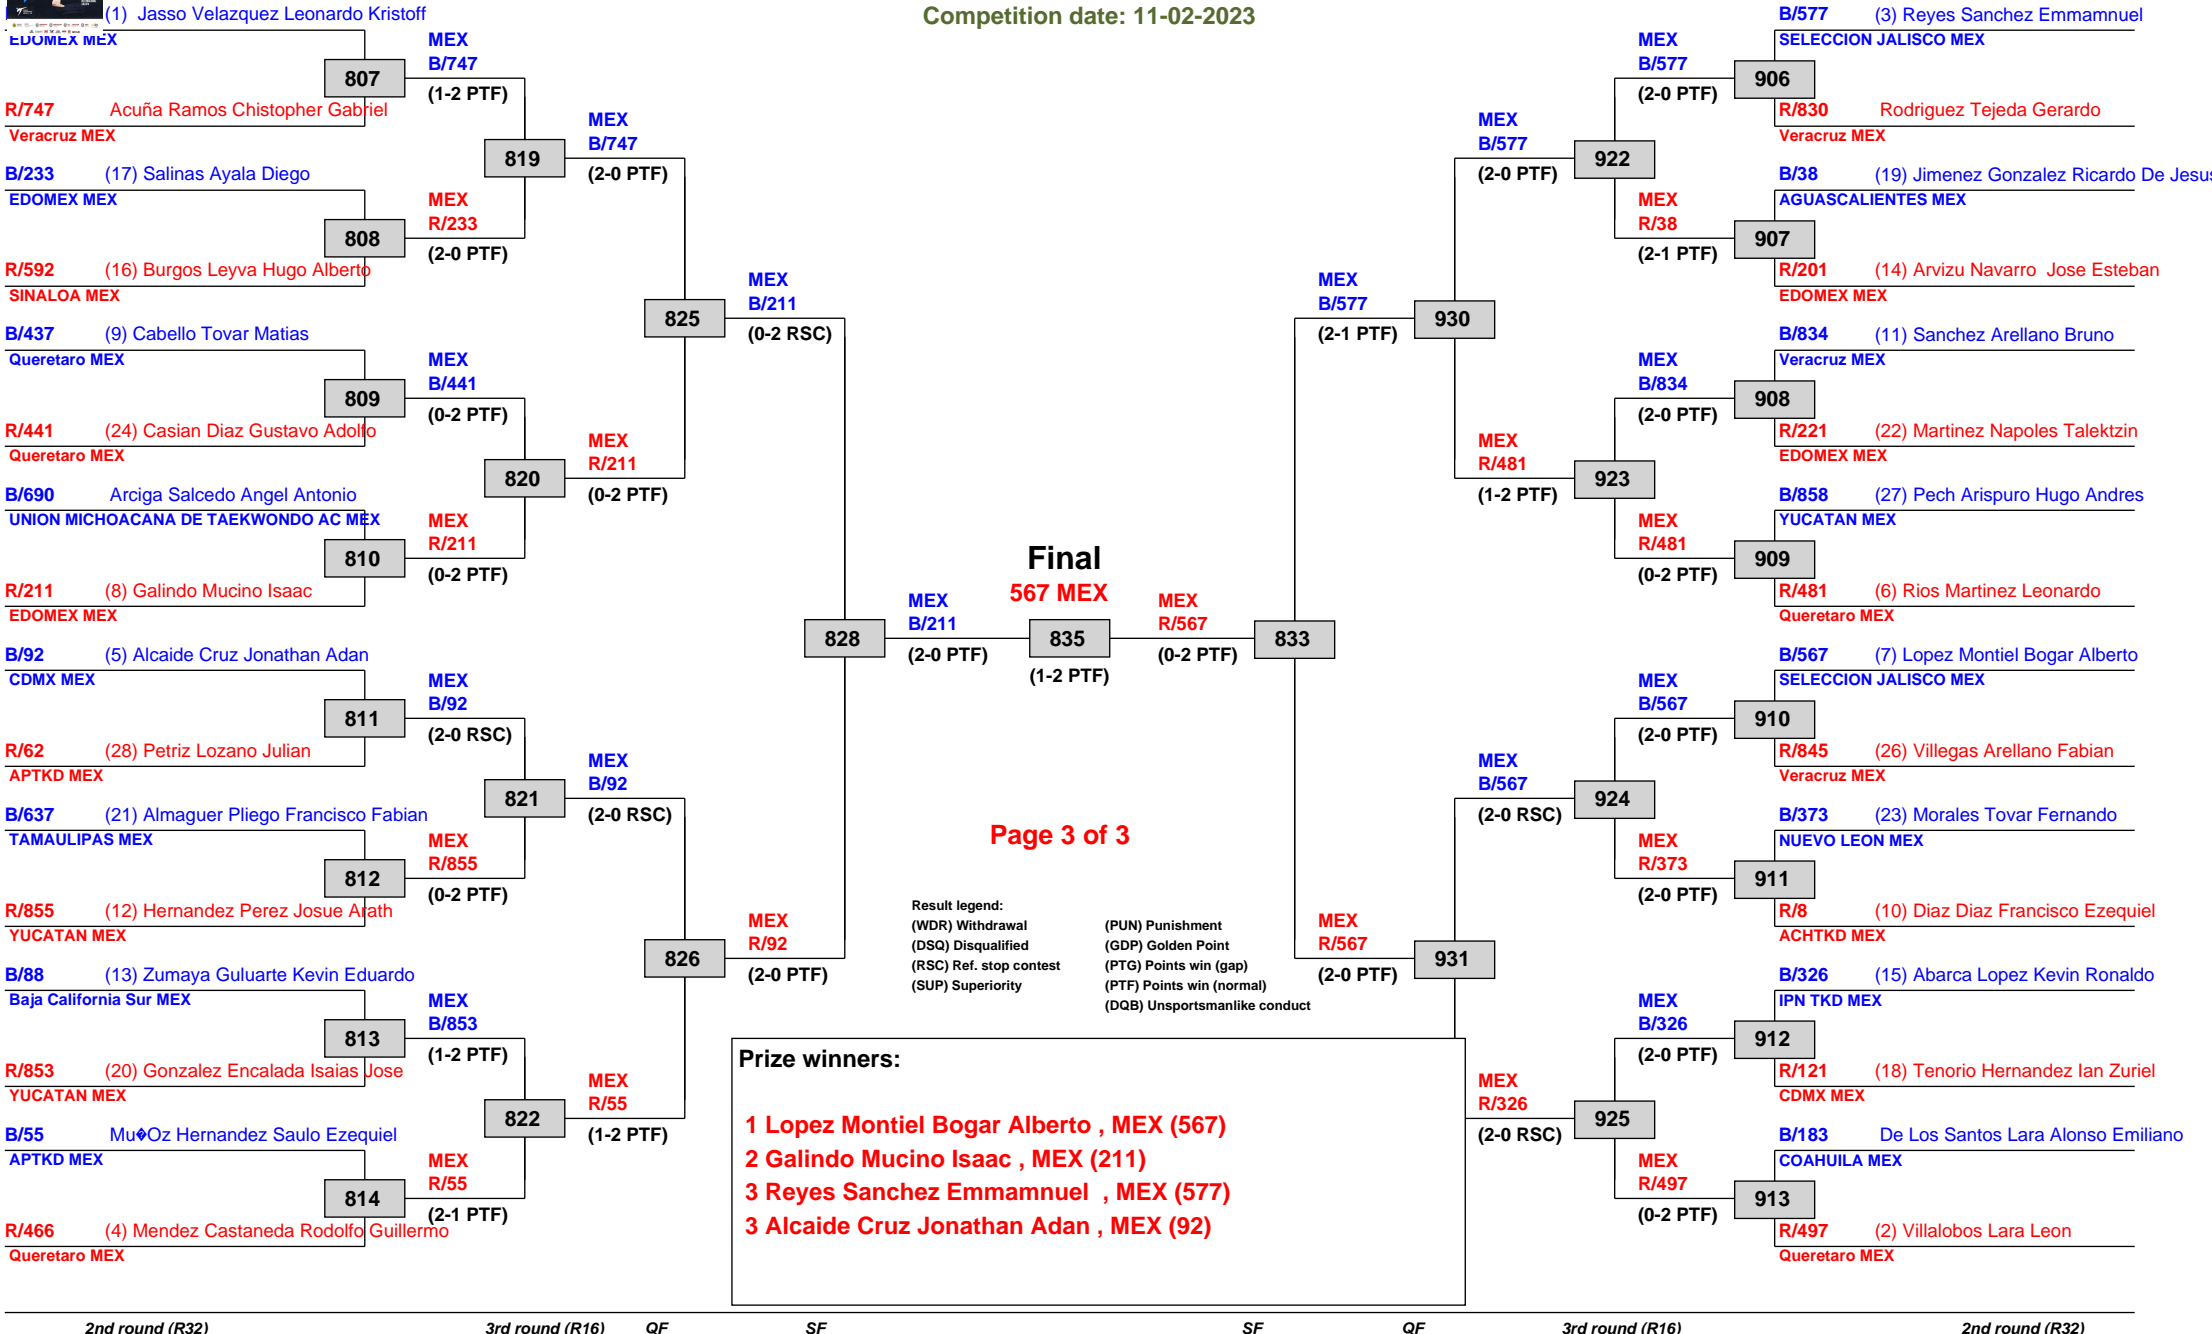 Competition date: 11-02-2023
(1) Jasso Velazquez Leonardo Kristoff
EDOMEX MEX
807
R/747 Acuña Ramos Chistopher Gabriel
Veracruz MEX
B/233 (17) Salinas Ayala Diego
EDOMEX MEX
808
R/592 (16) Burgos Leyva Hugo Alberto
SINALOA MEX
B/437 (9) Cabello Tovar Matias
Queretaro MEX
809
R/441 (24) Casian Diaz Gustavo Adolfo
Queretaro MEX
B/690 Arciga Salcedo Angel Antonio
UNION MICHOACANA DE TAEKWONDO AC MEX
810
R/211 (8) Galindo Mucino Isaac
EDOMEX MEX
B/92 (5) Alcaide Cruz Jonathan Adan
CDMX MEX
811
R/62 (28) Petriz Lozano Julian
APTKD MEX
B/637 (21) Almaguer Pliego Francisco Fabian
TAMAULIPAS MEX
812
R/855 (12) Hernandez Perez Josue Arath
YUCATAN MEX
B/88 (13) Zumaya Guluarte Kevin Eduardo
Baja California Sur MEX
813
R/853 (20) Gonzalez Encalada Isaias Jose
YUCATAN MEX
B/55 Mu�Oz Hernandez Saulo Ezequiel
APTKD MEX
814
R/466 (4) Mendez Castaneda Rodolfo Guillermo
Queretaro MEX
MEX
B/747
(1-2 PTF)
819
MEX
R/233
(2-0 PTF)
MEX
B/441
(0-2 PTF)
820
MEX
R/211
(0-2 PTF)
MEX
B/92
(2-0 RSC)
821
MEX
R/855
(0-2 PTF)
MEX
B/853
(1-2 PTF)
822
MEX
R/55
(2-1 PTF)
MEX
B/747
(2-0 PTF)
825
MEX
R/211
(0-2 PTF)
MEX
B/92
(2-0 RSC)
826
MEX
R/55
(1-2 PTF)
MEX
B/211
(0-2 RSC)
828
MEX
R/92
(2-0 PTF)
MEX
B/211
(2-0 PTF)
Final
567 MEX
835
(1-2 PTF)
MEX
R/567
(0-2 PTF)
833
MEX
B/577
(2-1 PTF)
930
MEX
R/567
(2-0 PTF)
931
MEX
B/577
(2-0 PTF)
922
MEX
R/481
(1-2 PTF)
923
MEX
B/567
(2-0 RSC)
924
MEX
R/326
(2-0 RSC)
925
MEX
B/577
(2-0 PTF)
MEX
R/38
(2-1 PTF)
MEX
B/834
(2-0 PTF)
MEX
R/481
(0-2 PTF)
MEX
B/567
(2-0 PTF)
MEX
R/373
(2-0 PTF)
MEX
B/326
(2-0 PTF)
MEX
R/497
(0-2 PTF)
B/577 (3) Reyes Sanchez Emmamnuel
SELECCION JALISCO MEX
906
R/830 Rodriguez Tejeda Gerardo
Veracruz MEX
B/38 (19) Jimenez Gonzalez Ricardo De Jesus
AGUASCALIENTES MEX
907
R/201 (14) Arvizu Navarro Jose Esteban
EDOMEX MEX
B/834 (11) Sanchez Arellano Bruno
Veracruz MEX
908
R/221 (22) Martinez Napoles Talektzin
EDOMEX MEX
B/858 (27) Pech Arispuro Hugo Andres
YUCATAN MEX
909
R/481 (6) Rios Martinez Leonardo
Queretaro MEX
B/567 (7) Lopez Montiel Bogar Alberto
SELECCION JALISCO MEX
910
R/845 (26) Villegas Arellano Fabian
Veracruz MEX
B/373 (23) Morales Tovar Fernando
NUEVO LEON MEX
911
R/8 (10) Diaz Diaz Francisco Ezequiel
ACHTKD MEX
B/326 (15) Abarca Lopez Kevin Ronaldo
IPN TKD MEX
912
R/121 (18) Tenorio Hernandez Ian Zuriel
CDMX MEX
B/183 De Los Santos Lara Alonso Emiliano
COAHUILA MEX
913
R/497 (2) Villalobos Lara Leon
Queretaro MEX
Page 3 of 3
Result legend:
(WDR) Withdrawal (PUN) Punishment
(DSQ) Disqualified (GDP) Golden Point
(RSC) Ref. stop contest (PTG) Points win (gap)
(SUP) Superiority (PTF) Points win (normal)
(DQB) Unsportsmanlike conduct
Prize winners:
1 Lopez Montiel Bogar Alberto , MEX (567)
2 Galindo Mucino Isaac , MEX (211)
3 Reyes Sanchez Emmamnuel , MEX (577)
3 Alcaide Cruz Jonathan Adan , MEX (92)
2nd round (R32) 3rd round (R16) QF SF SF QF 3rd round (R16) 2nd round (R32)